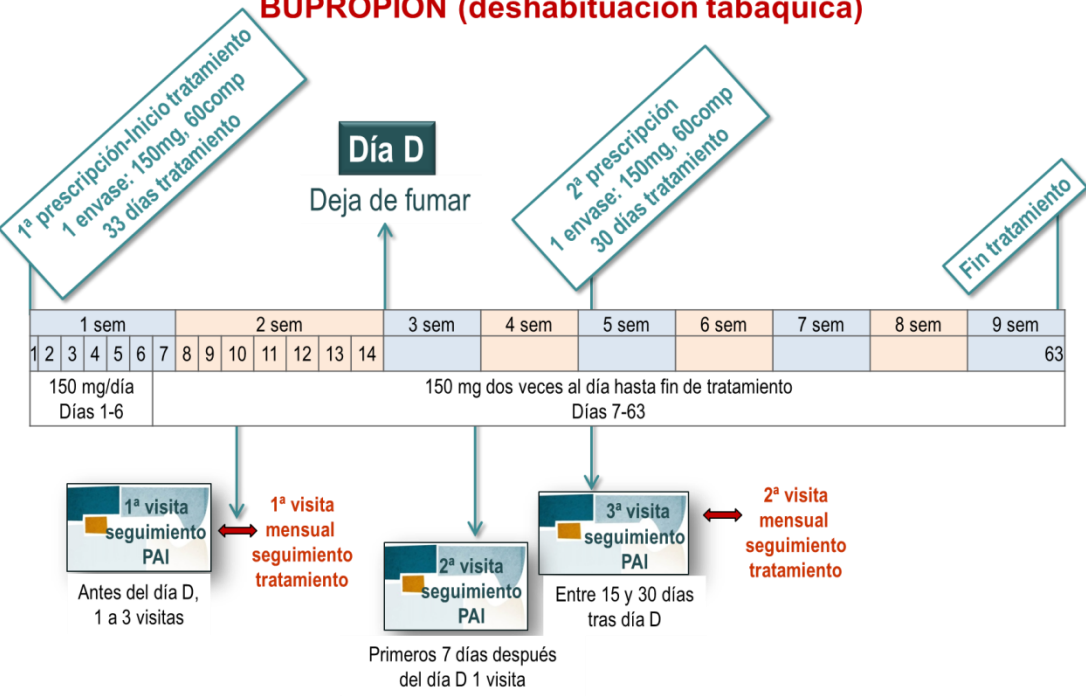 BUPROPION (deshabituación tabáquica)
1ª prescripción-Inicio tratamiento
1 envase: 150mg, 60comp
33 días tratamiento
Día D
Deja de fumar
2ª prescripción
1 envase: 150mg, 60comp
30 días tratamiento
Fin tratamiento
1 sem 2 sem 3 sem 4 sem 5 sem 6 sem 7 sem 8 sem 9 sem
1 2 3 4 5 6 7 8 9 10 11 12 13 14 63
150 mg/día
Días 1-6
150 mg dos veces al día hasta fin de tratamiento
Días 7-63
1ª visita
seguimiento
PAI
Antes del día D,
1 a 3 visitas
1ª visita
mensual
seguimiento
tratamiento
2ª visita
seguimiento
PAI
Primeros 7 días después
del día D 1 visita
3ª visita
seguimiento
PAI
Entre 15 y 30 días
tras día D
2ª visita
mensual
seguimiento
tratamiento